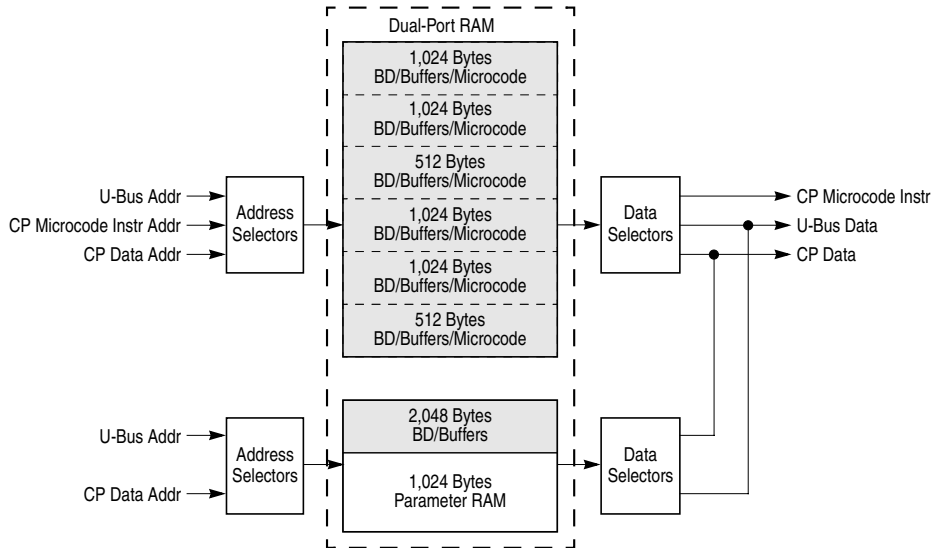 Dual-Port RAM
1,024 Bytes
BD/Buffers/Microcode
1,024 Bytes
BD/Buffers/Microcode
512 Bytes
BD/Buffers/Microcode
1,024 Bytes
BD/Buffers/Microcode
1,024 Bytes
BD/Buffers/Microcode
512 Bytes
BD/Buffers/Microcode
U-Bus Addr
CP Microcode Instr Addr
CP Data Addr
Address
Selectors
Data
Selectors
CP Microcode Instr
U-Bus Data
CP Data
2,048 Bytes
BD/Buffers
1,024 Bytes
Parameter RAM
U-Bus Addr
CP Data Addr
Address
Selectors
Data
Selectors